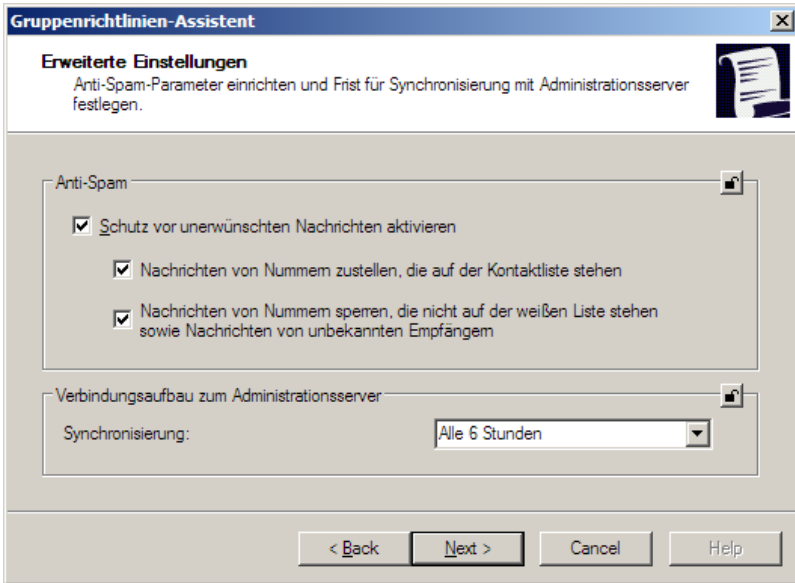 Gruppenrichtlinien-Assistent
Erweiterte Einstellungen
Anti-Spam-Parameter einrichten und Frist für Synchronisierung mit Administrationsserver
festlegen.
Anti-Spam
Schutz vor unerwünschten Nachrichten aktivieren
Nachrichten von Nummern zustellen, die auf der Kontaktliste stehen
Nachrichten von Nummern sperren, die nicht auf der weißen Liste stehen
sowie Nachrichten von unbekannten Empfängern
Verbindungsaufbau zum Administrationsserver
Synchronisierung:
Alle 6 Stunden
< Back
Next >
Cancel
Help